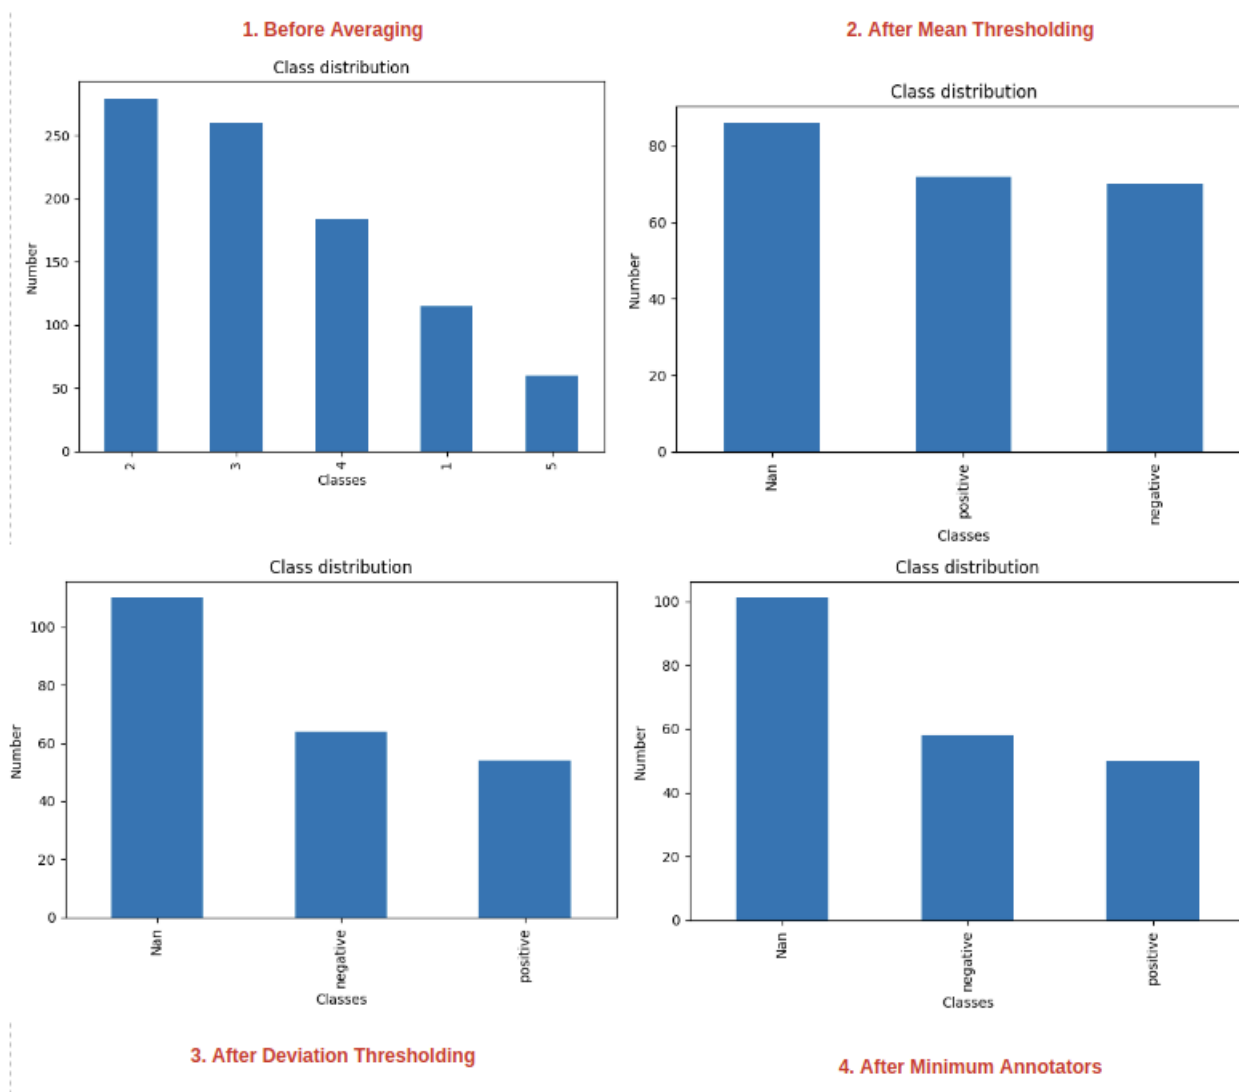 1. Before Averaging
Class distribution
Number
250
200
150
100
50
0
2
3
4
1
5
Classes
2. After Mean Thresholding
Class distribution
Number
80
60
40
20
0
Nan
positive
negative
Classes
Class distribution
Number
100
80
60
40
20
0
Nan
negative
positive
Classes
3. After Deviation Thresholding
Class distribution
Number
100
80
60
40
20
0
Nan
negative
positive
Classes
4. After Minimum Annotators